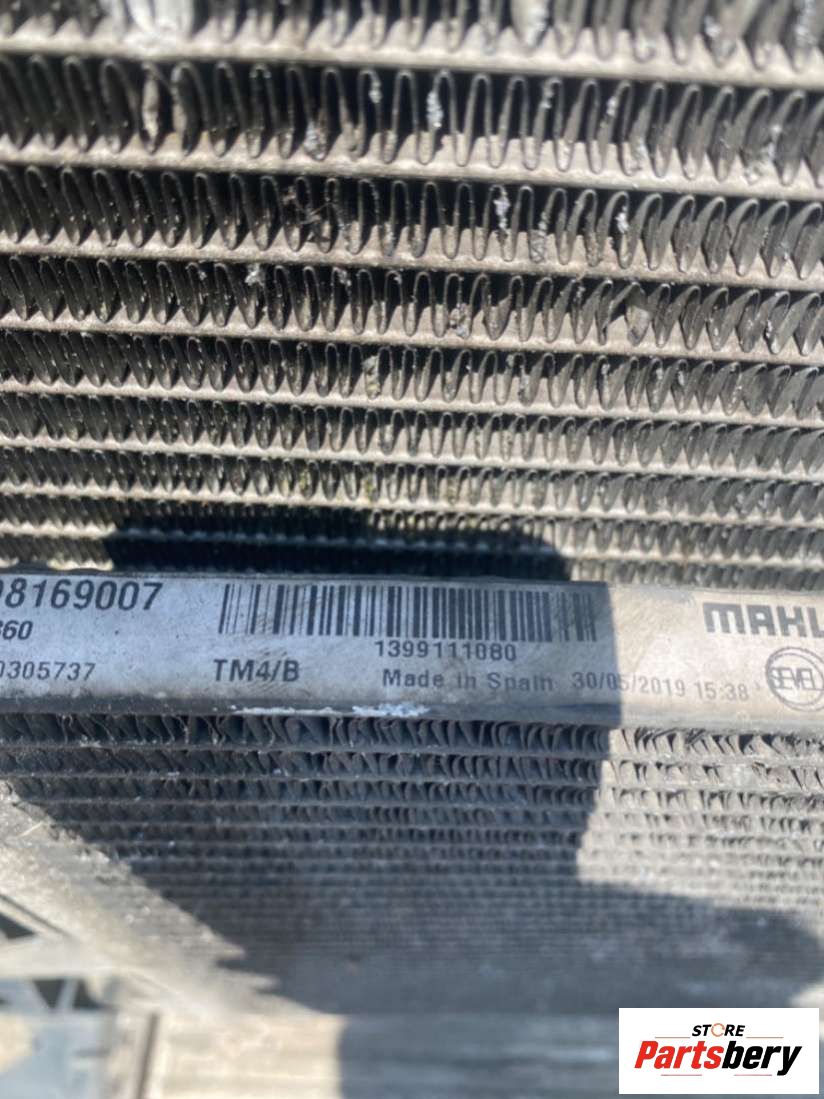 98169007 MAHL
360 1399111080
0305737 TM4/B Made in Spain 30/05/2019 15:38 SEVEL
STORE
Partsbery